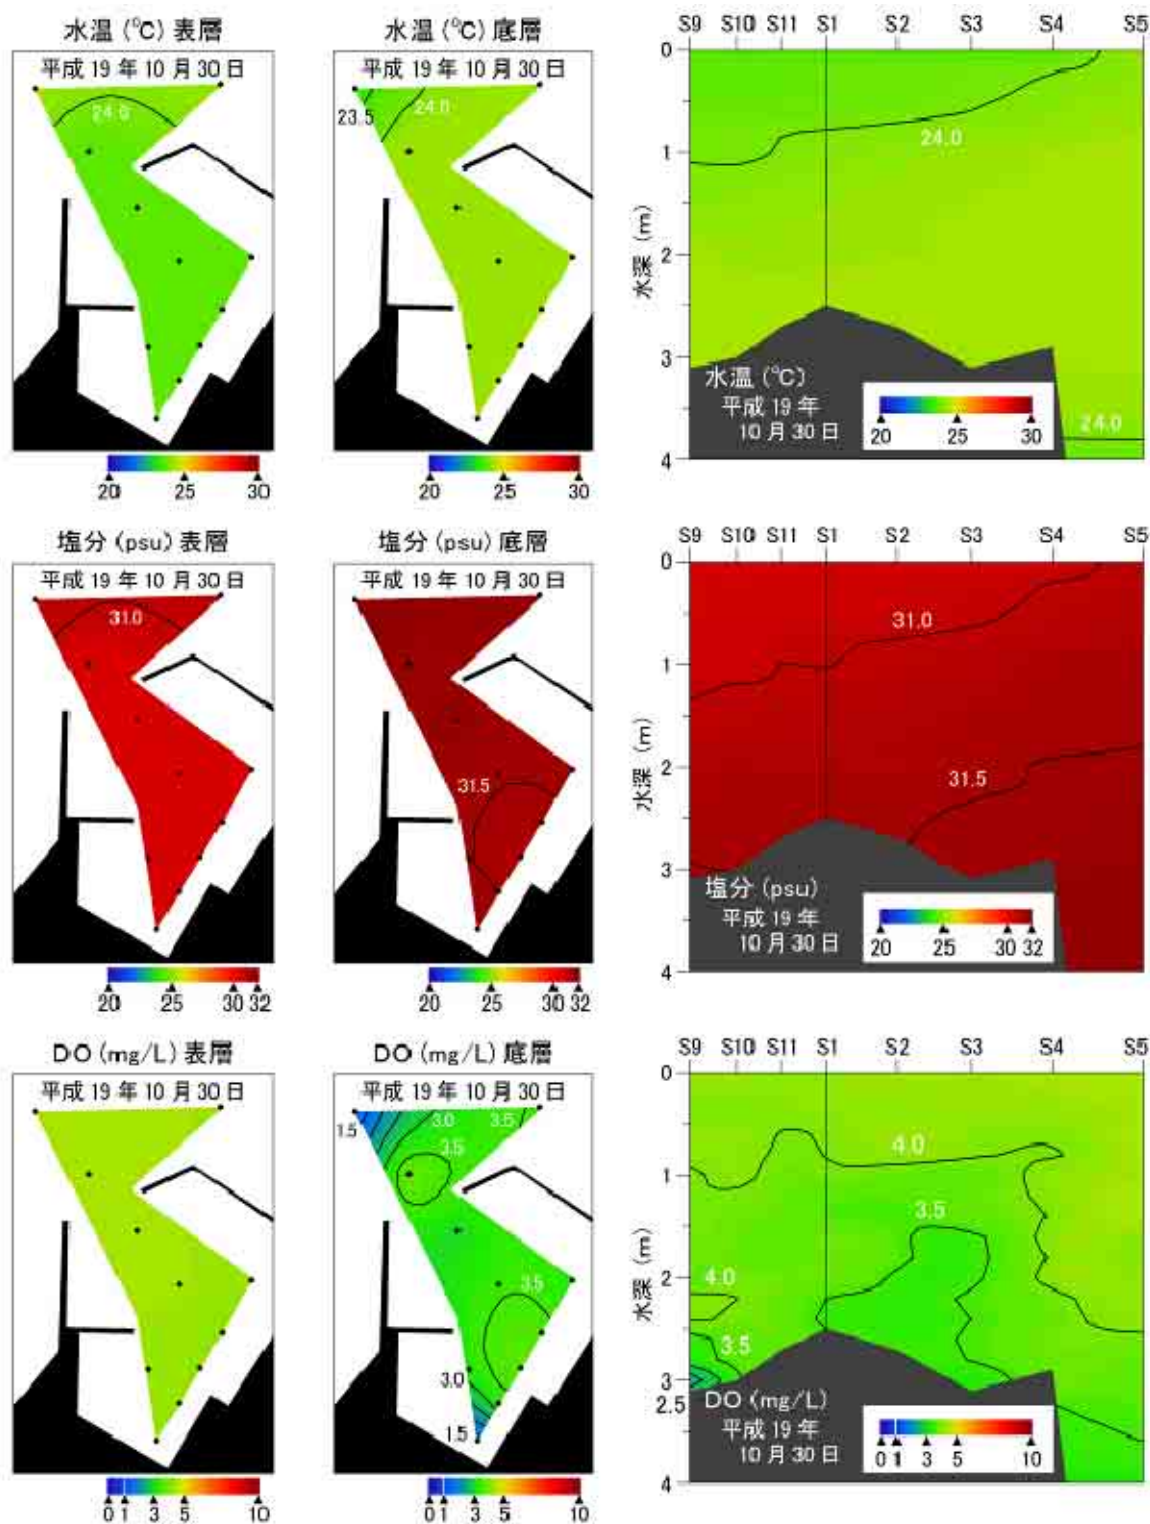 水温 (℃) 表層
平成 19 年 10 月 30 日
24.0
20 25 30
水温 (℃) 底層
平成 19 年 10 月 30 日
23.5
24.0
20 25 30
S9 S10 S11 S1 S2 S3 S4 S5
0
1
2
3
4
水深 (m)
24.0
24.0
水温 (℃)
平成 19 年
10 月 30 日
20 25 30
塩分 (psu) 表層
平成 19 年 10 月 30 日
31.0
20 25 30 32
塩分 (psu) 底層
平成 19 年 10 月 30 日
31.5
20 25 30 32
S9 S10 S11 S1 S2 S3 S4 S5
0
1
2
3
4
水深 (m)
31.0
31.5
塩分 (psu)
平成 19 年
10 月 30 日
20 25 30 32
DO (mg/L) 表層
平成 19 年 10 月 30 日
0 1 3 5 10
DO (mg/L) 底層
平成 19 年 10 月 30 日
1.5
3.0
3.5
3.5
3.5
3.0
1.5
0 1 3 5 10
S9 S10 S11 S1 S2 S3 S4 S5
0
1
2
3
4
水深 (m)
4.0
3.5
4.0
3.5
2.5
DO (mg/L)
平成 19 年
10 月 30 日
0 1 3 5 10